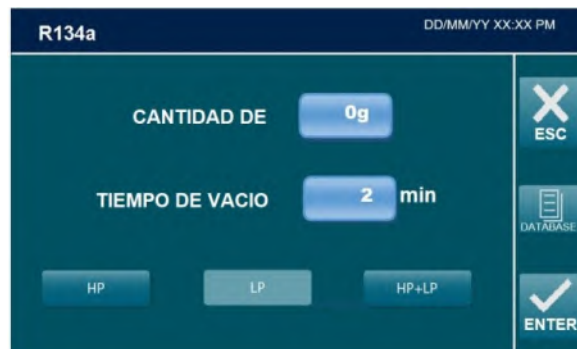 R134a
DD/MM/YY XX:XX PM
CANTIDAD DE 0g
ESC
TIEMPO DE VACIO 2 min
DATABASE
HP LP HP+LP
ENTER